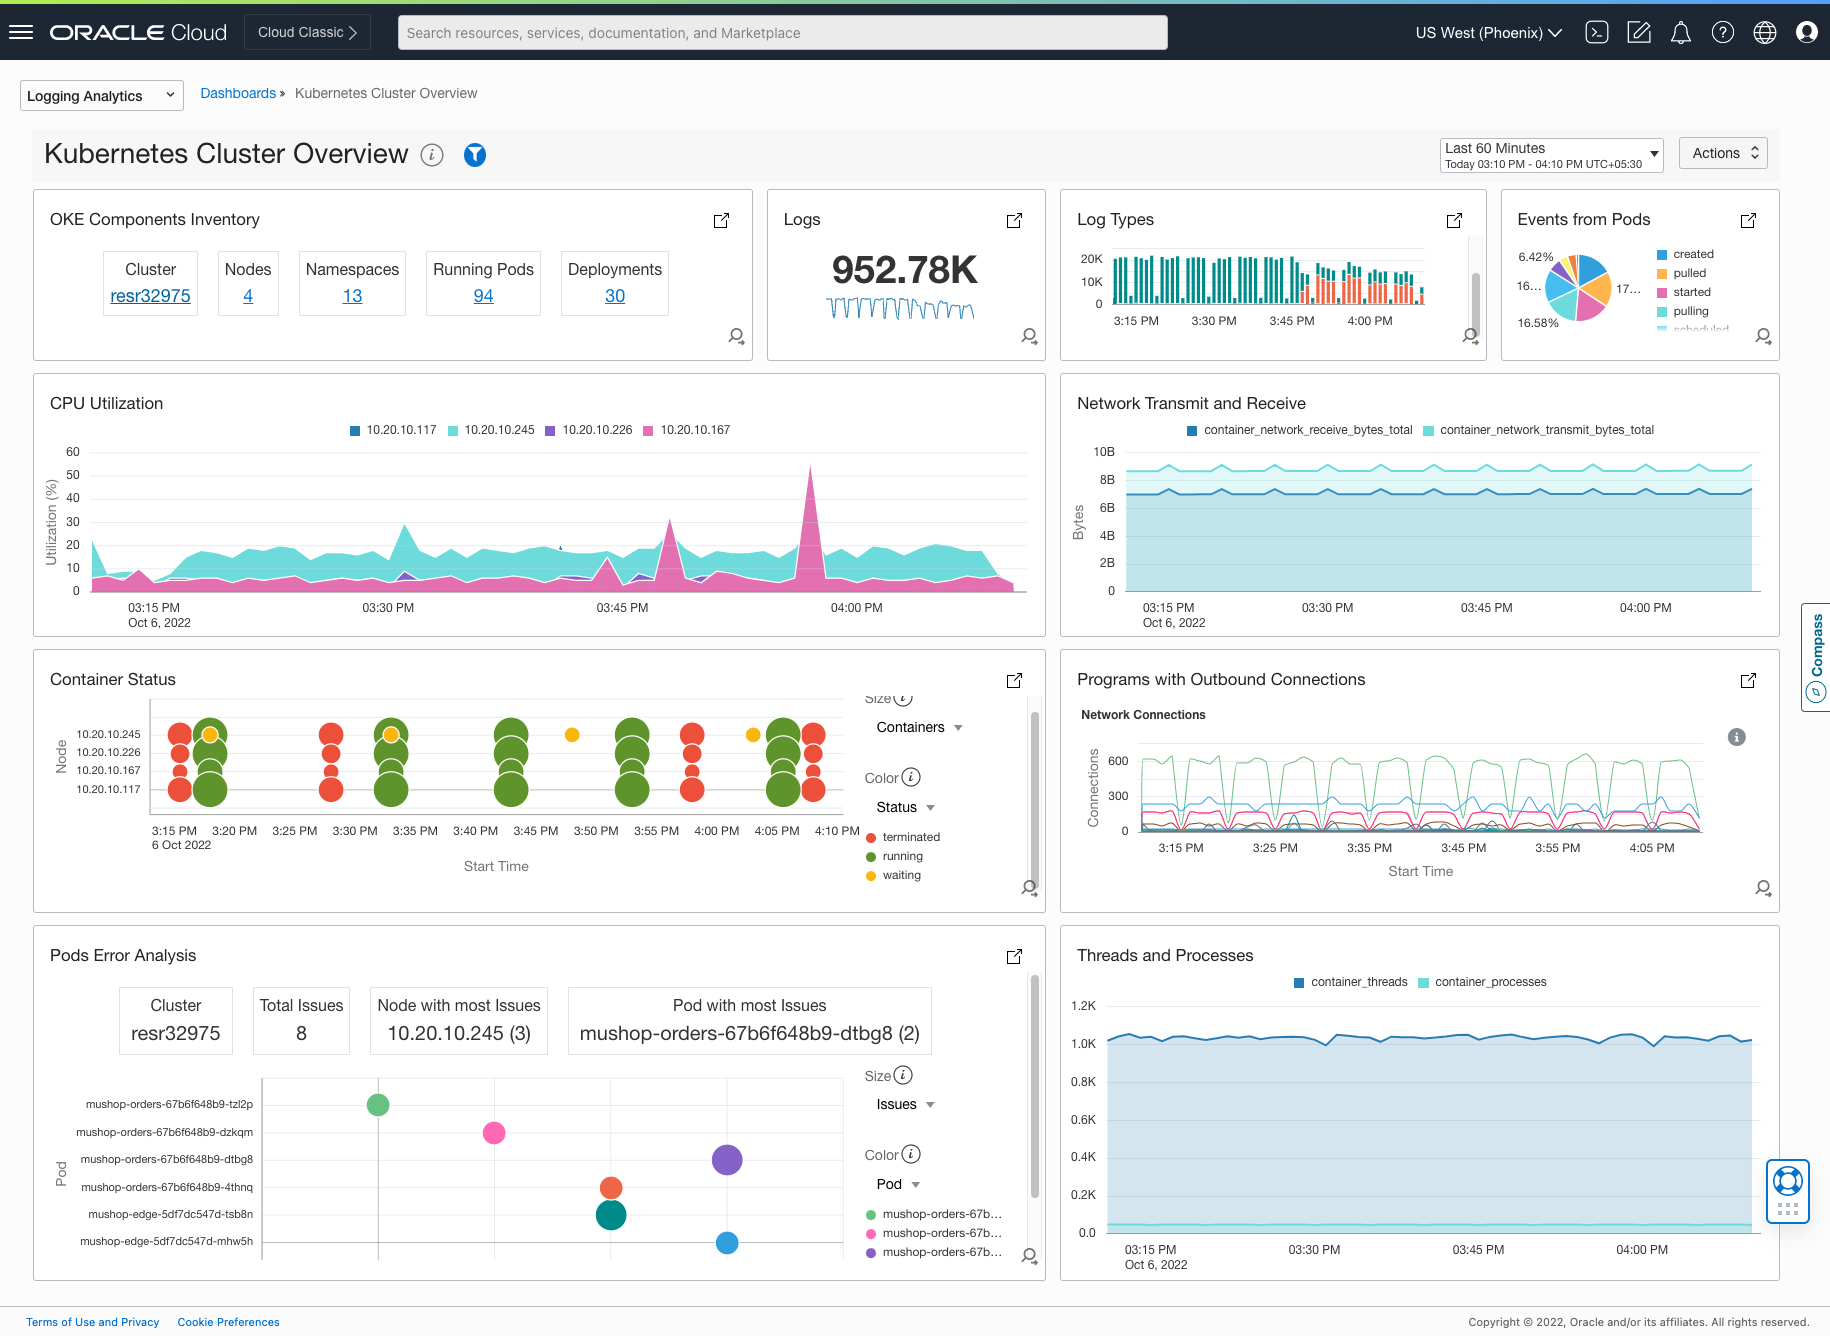 ORACLE Cloud
Cloud Classic
Search resources, services, documentation, and Marketplace
US West (Phoenix)
Logging Analytics
Dashboards » Kubernetes Cluster Overview
Kubernetes Cluster Overview
Last 60 Minutes
Today 03:10 PM - 04:10 PM UTC+05:30
Actions
OKE Components Inventory
Cluster
resr32975
Nodes
4
Namespaces
13
Running Pods
94
Deployments
30
Logs
952.78K
Log Types
20K
10K
0
3:15 PM 3:30 PM 3:45 PM 4:00 PM
Events from Pods
6.42%
16...
16.58%
17...
created
pulled
started
pulling
scheduled
CPU Utilization
10.20.10.117 10.20.10.245 10.20.10.226 10.20.10.167
Utilization (%)
60
50
40
30
20
10
0
03:15 PM 03:30 PM 03:45 PM 04:00 PM
Oct 6, 2022
Network Transmit and Receive
container_network_receive_bytes_total container_network_transmit_bytes_total
Bytes
10B
8B
6B
4B
2B
0
03:15 PM 03:30 PM 03:45 PM 04:00 PM
Oct 6, 2022
Compass
Container Status
Node
10.20.10.245
10.20.10.226
10.20.10.167
10.20.10.117
3:15 PM 3:20 PM 3:25 PM 3:30 PM 3:35 PM 3:40 PM 3:45 PM 3:50 PM 3:55 PM 4:00 PM 4:05 PM 4:10 PM
6 Oct 2022
Start Time
Size
Containers
Color
Status
terminated
running
waiting
Programs with Outbound Connections
Network Connections
Connections
600
300
0
3:15 PM 3:25 PM 3:35 PM 3:45 PM 3:55 PM 4:05 PM
Start Time
Pods Error Analysis
Cluster
resr32975
Total Issues
8
Node with most Issues
10.20.10.245 (3)
Pod with most Issues
mushop-orders-67b6f648b9-dtbg8 (2)
Pod
mushop-orders-67b6f648b9-tzl2p
mushop-orders-67b6f648b9-dzkqm
mushop-orders-67b6f648b9-dtbg8
mushop-orders-67b6f648b9-4thnq
mushop-edge-5df7dc547d-tsb8n
mushop-edge-5df7dc547d-mhw5h
Size
Issues
Color
Pod
mushop-orders-67b...
mushop-orders-67b...
mushop-orders-67b...
Threads and Processes
container_threads container_processes
1.2K
1.0K
0.8K
0.6K
0.4K
0.2K
0.0
03:15 PM 03:30 PM 03:45 PM 04:00 PM
Oct 6, 2022
Terms of Use and Privacy Cookie Preferences
Copyright © 2022, Oracle and/or its affiliates. All rights reserved.